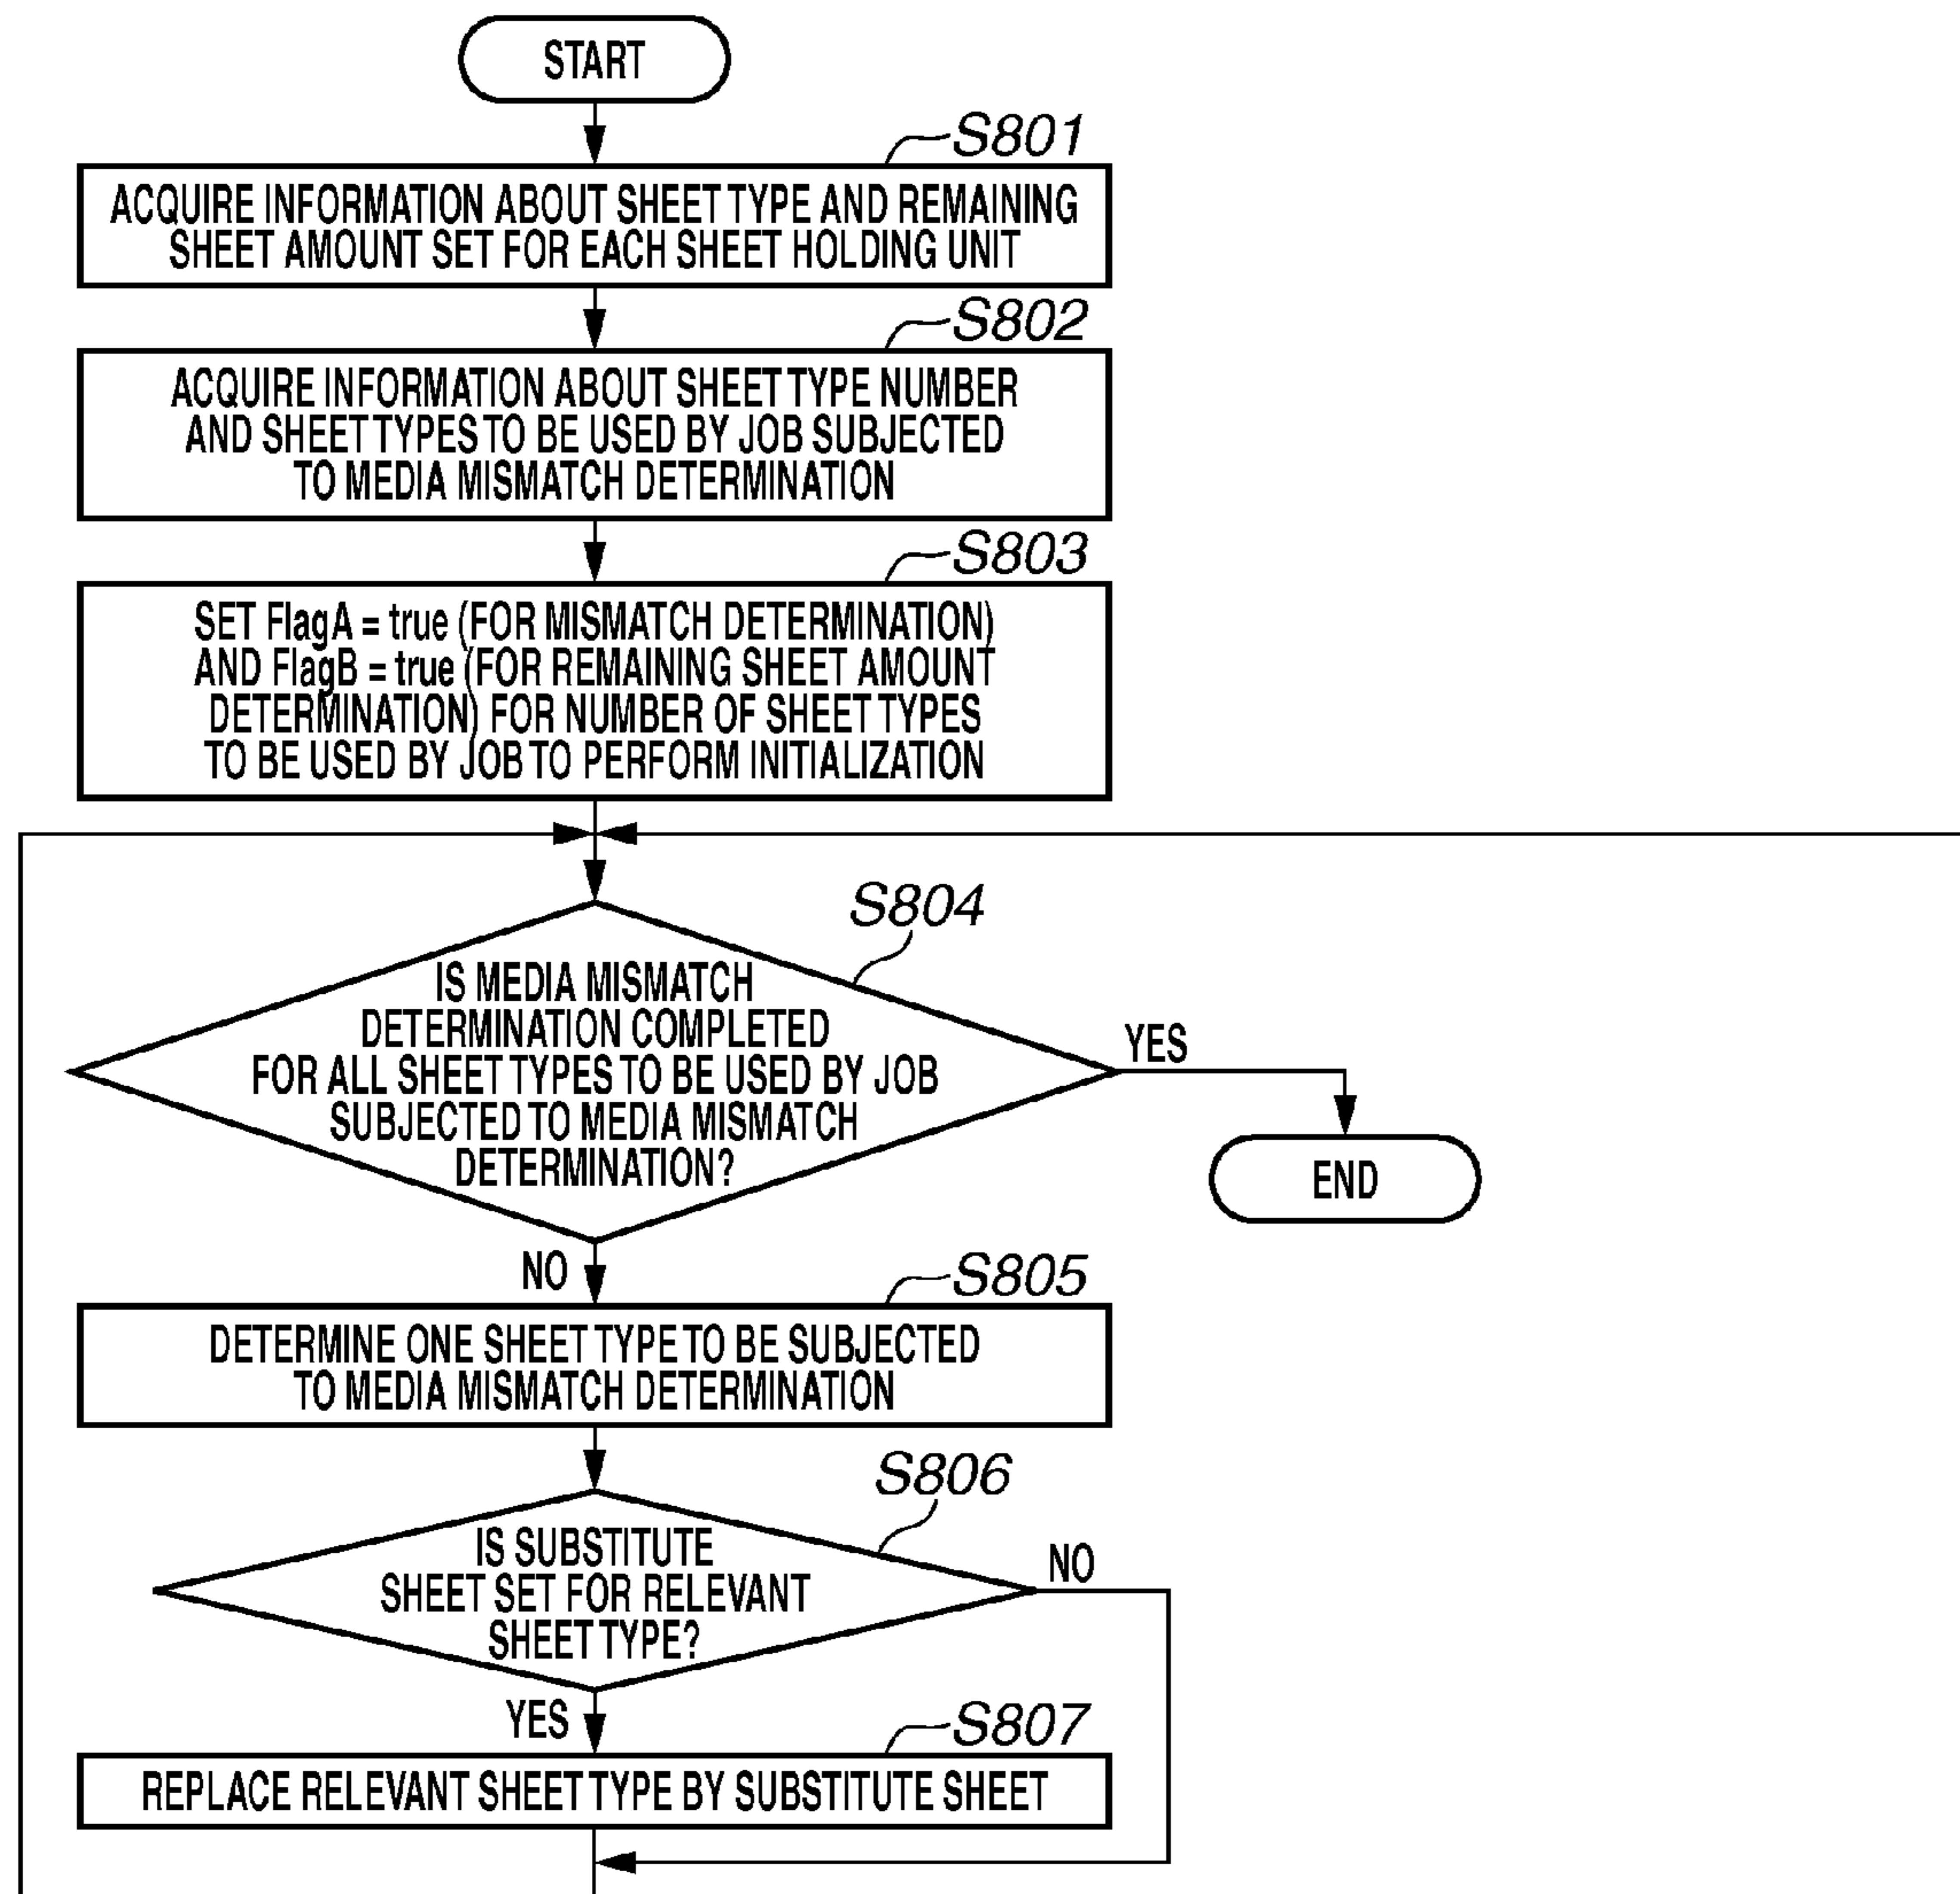 START
S801
ACQUIRE INFORMATION ABOUT SHEET TYPE AND REMAINING
SHEET AMOUNT SET FOR EACH SHEET HOLDING UNIT
S802
ACQUIRE INFORMATION ABOUT SHEET TYPE NUMBER
AND SHEET TYPES TO BE USED BY JOB SUBJECTED
TO MEDIA MISMATCH DETERMINATION
S803
SET FlagA = true (FOR MISMATCH DETERMINATION)
AND FlagB = true (FOR REMAINING SHEET AMOUNT
DETERMINATION) FOR NUMBER OF SHEET TYPES
TO BE USED BY JOB TO PERFORM INITIALIZATION
S804
IS MEDIA MISMATCH
DETERMINATION COMPLETED
FOR ALL SHEET TYPES TO BE USED BY JOB
SUBJECTED TO MEDIA MISMATCH
DETERMINATION?
YES
END
NO
S805
DETERMINE ONE SHEET TYPE TO BE SUBJECTED
TO MEDIA MISMATCH DETERMINATION
S806
IS SUBSTITUTE
SHEET SET FOR RELEVANT
SHEET TYPE?
NO
YES
S807
REPLACE RELEVANT SHEET TYPE BY SUBSTITUTE SHEET